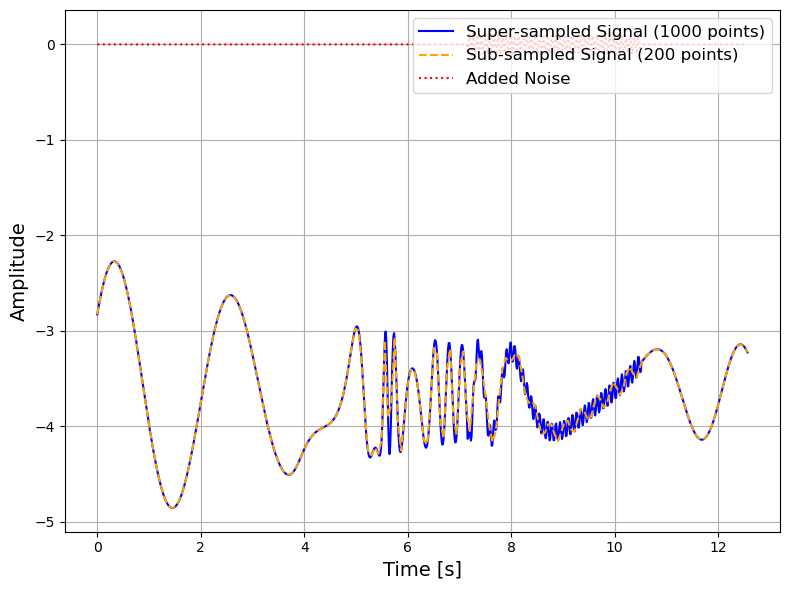 Super-sampled Signal (1000 points)
Sub-sampled Signal (200 points)
Added Noise
Amplitude
0
−1
−2
−3
−4
−5
0 2 4 6 8 10 12
Time [s]